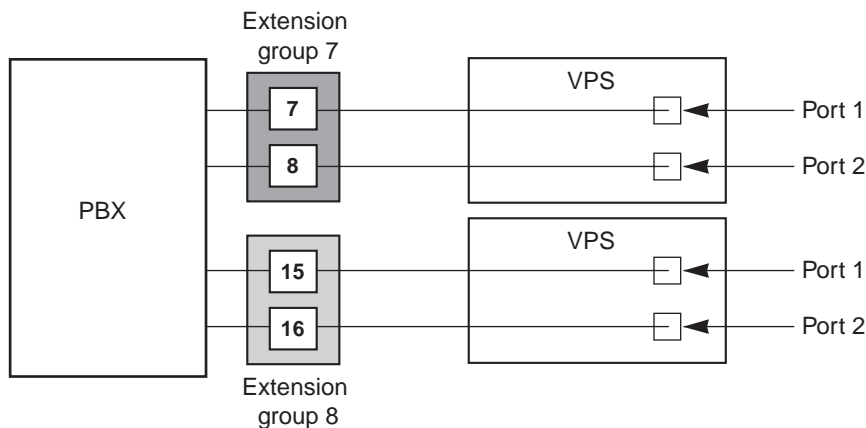 Extension
group 7
PBX
7
8
VPS
Port 1
Port 2
15
16
VPS
Port 1
Port 2
Extension
group 8